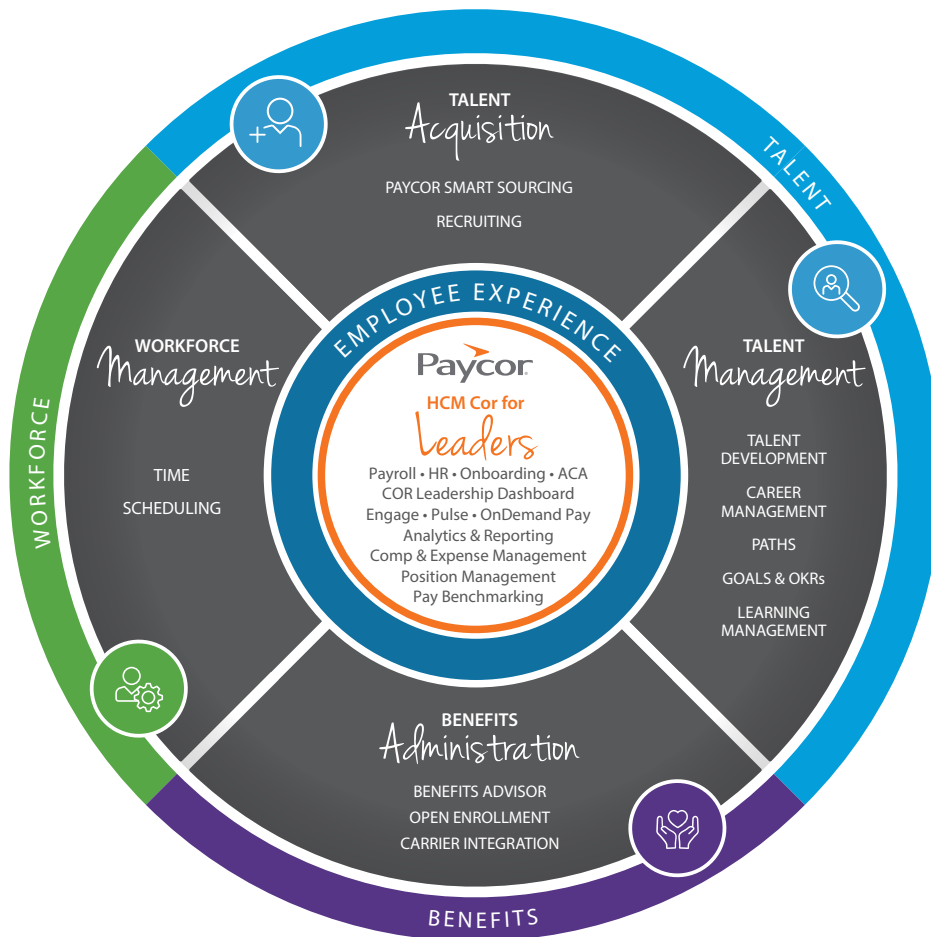 TALENT
Acquisition
PAYCOR SMART SOURCING
RECRUITING
TALENT
EMPLOYEE EXPERIENCE
WORKFORCE
Management
TIME
SCHEDULING
WORKFORCE
Paycor
HCM Cor for
Leaders
Payroll • HR • Onboarding • ACA
COR Leadership Dashboard
Engage • Pulse • OnDemand Pay
Analytics & Reporting
Comp & Expense Management
Position Management
Pay Benchmarking
TALENT
Management
TALENT
DEVELOPMENT
CAREER
MANAGEMENT
PATHS
GOALS & OKRs
LEARNING
MANAGEMENT
BENEFITS
Administration
BENEFITS ADVISOR
OPEN ENROLLMENT
CARRIER INTEGRATION
BENEFITS